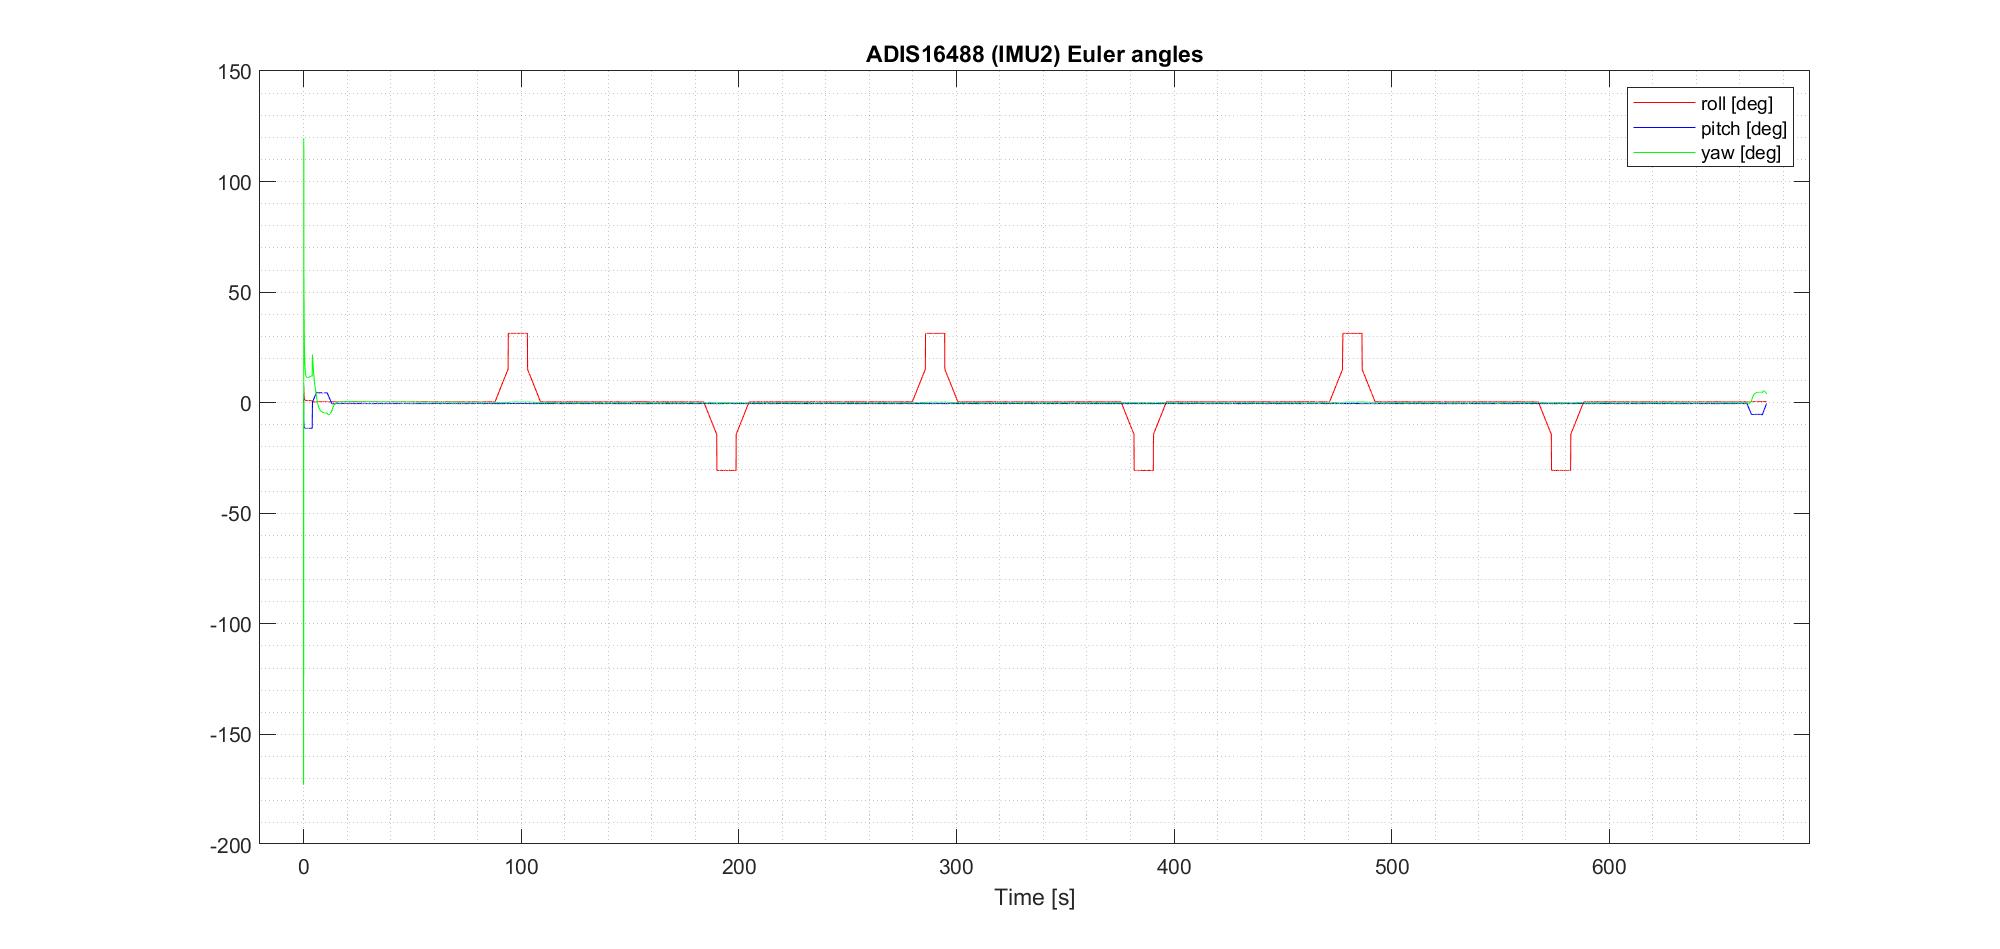 ADIS16488 (IMU2) Euler angles
150
100
50
0
-50
-100
-150
-200
roll [deg]
pitch [deg]
yaw [deg]
0 100 200 300 400 500 600
Time [s]